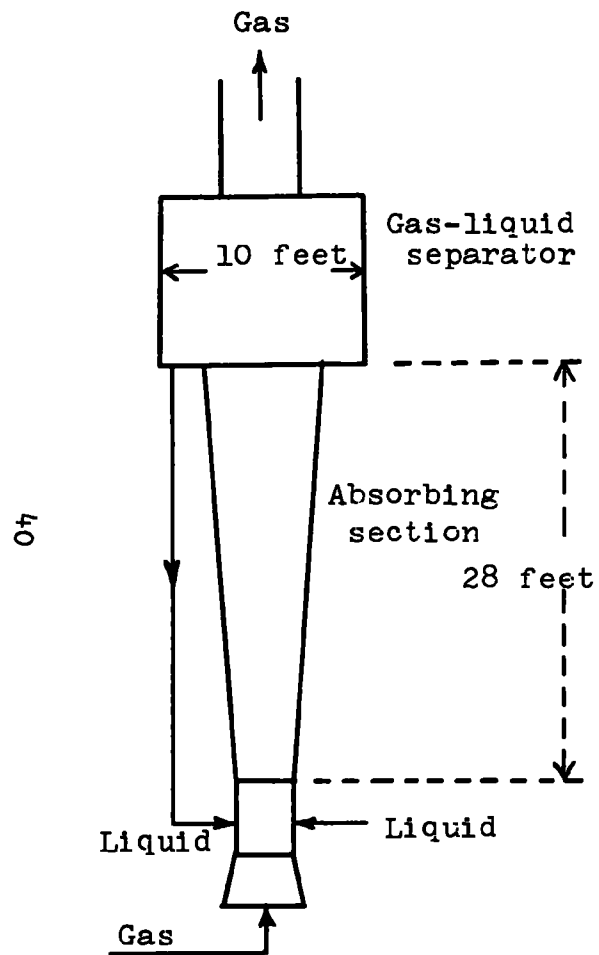 Gas
Gas-liquid
separator
10 feet
Absorbing
section
28 feet
40
Liquid
Liquid
Gas